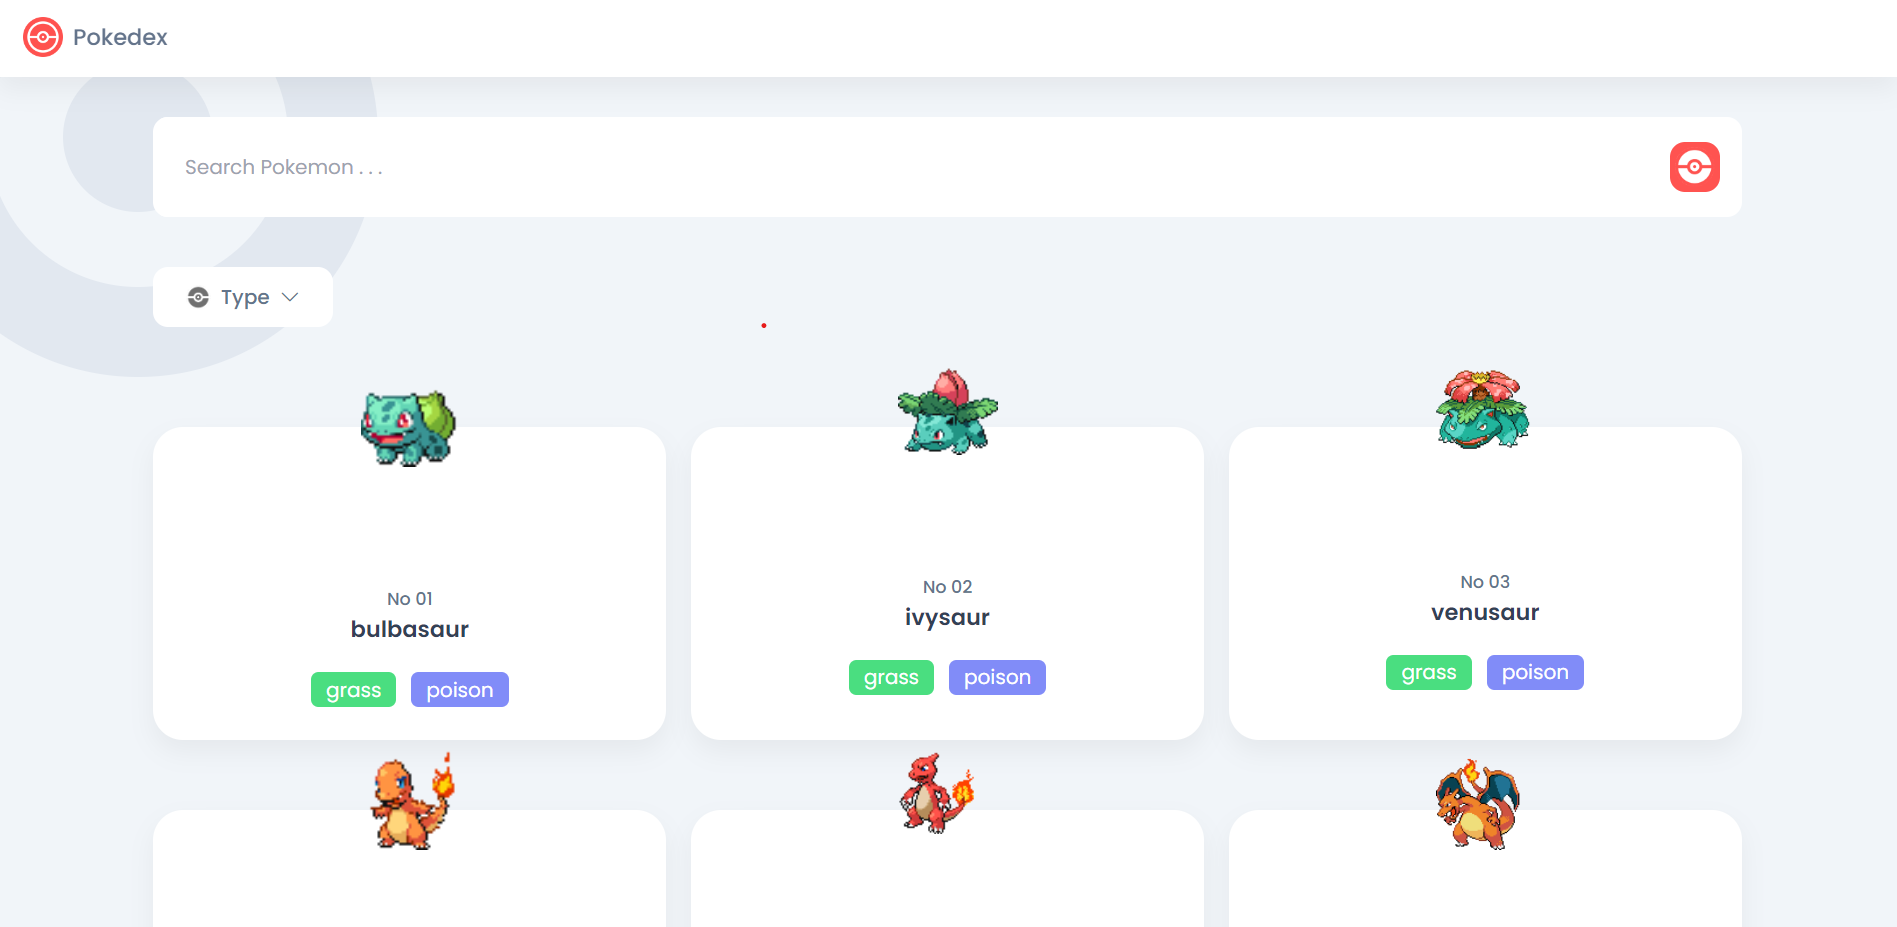 Pokedex
Search Pokemon . . .
Type
No 01
bulbasaur
grass poison
No 02
ivysaur
grass poison
No 03
venusaur
grass poison